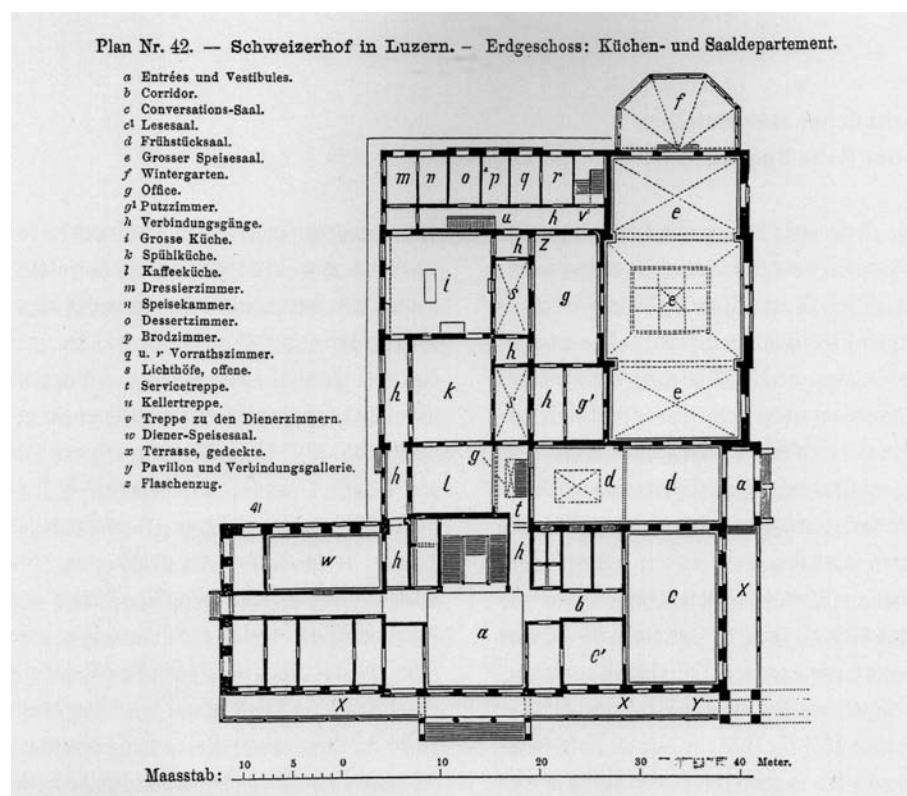 Plan Nr. 42. — Schweizerhof in Luzern. — Erdgeschoss: Küchen- und Saaldepartement.
a Entrées und Vestibules.
b Corridor.
c Conversations-Saal.
c¹ Lesesaal.
d Frühstücksaal.
e Grosser Speisesaal.
f Wintergarten.
g Office.
g¹ Putzzimmer.
h Verbindungsgänge.
i Grosse Küche.
k Spühlküche.
l Kaffeeküche.
m Dressierzimmer.
n Speisekammer.
o Dessertzimmer.
p Brodzimmer.
q u. r Vorrathszimmer.
s Lichthöfe, offene.
t Servicetreppe.
u Kellertreppe.
v Treppe zu den Dienerzimmern.
w Diener-Speisesaal.
x Terrasse, gedeckte.
y Pavillon und Verbindungsgallerie.
z Flaschenzug.
f
m n o p q r
u h v
e
h z
l s g
e
h
h k s h g' e
g d d a
h t
41
w h h
b c x
a c'
x x y
Maasstab: 10 5 0 10 20 30 40 Meter.